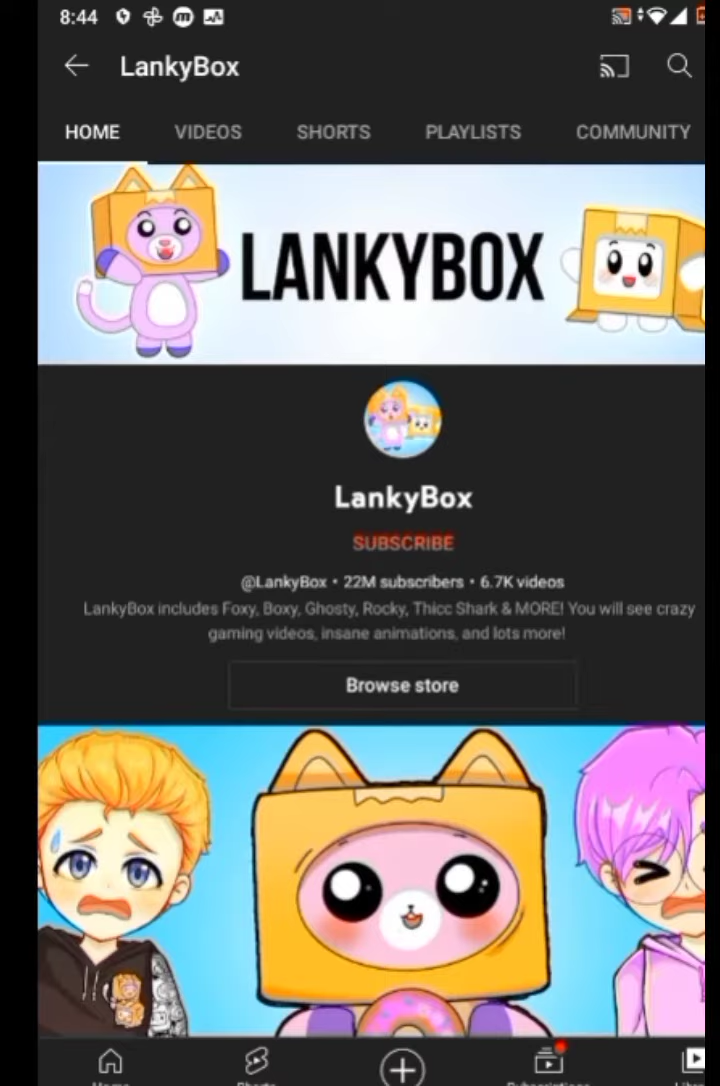 8:44
LankyBox
HOME VIDEOS SHORTS PLAYLISTS COMMUNITY
LANKYBOX
LankyBox
SUBSCRIBE
@LankyBox • 22M subscribers • 6.7K videos
LankyBox includes Foxy, Boxy, Ghosty, Rocky, Thicc Shark & MORE! You will see crazy
gaming videos, insane animations, and lots more!
Browse store